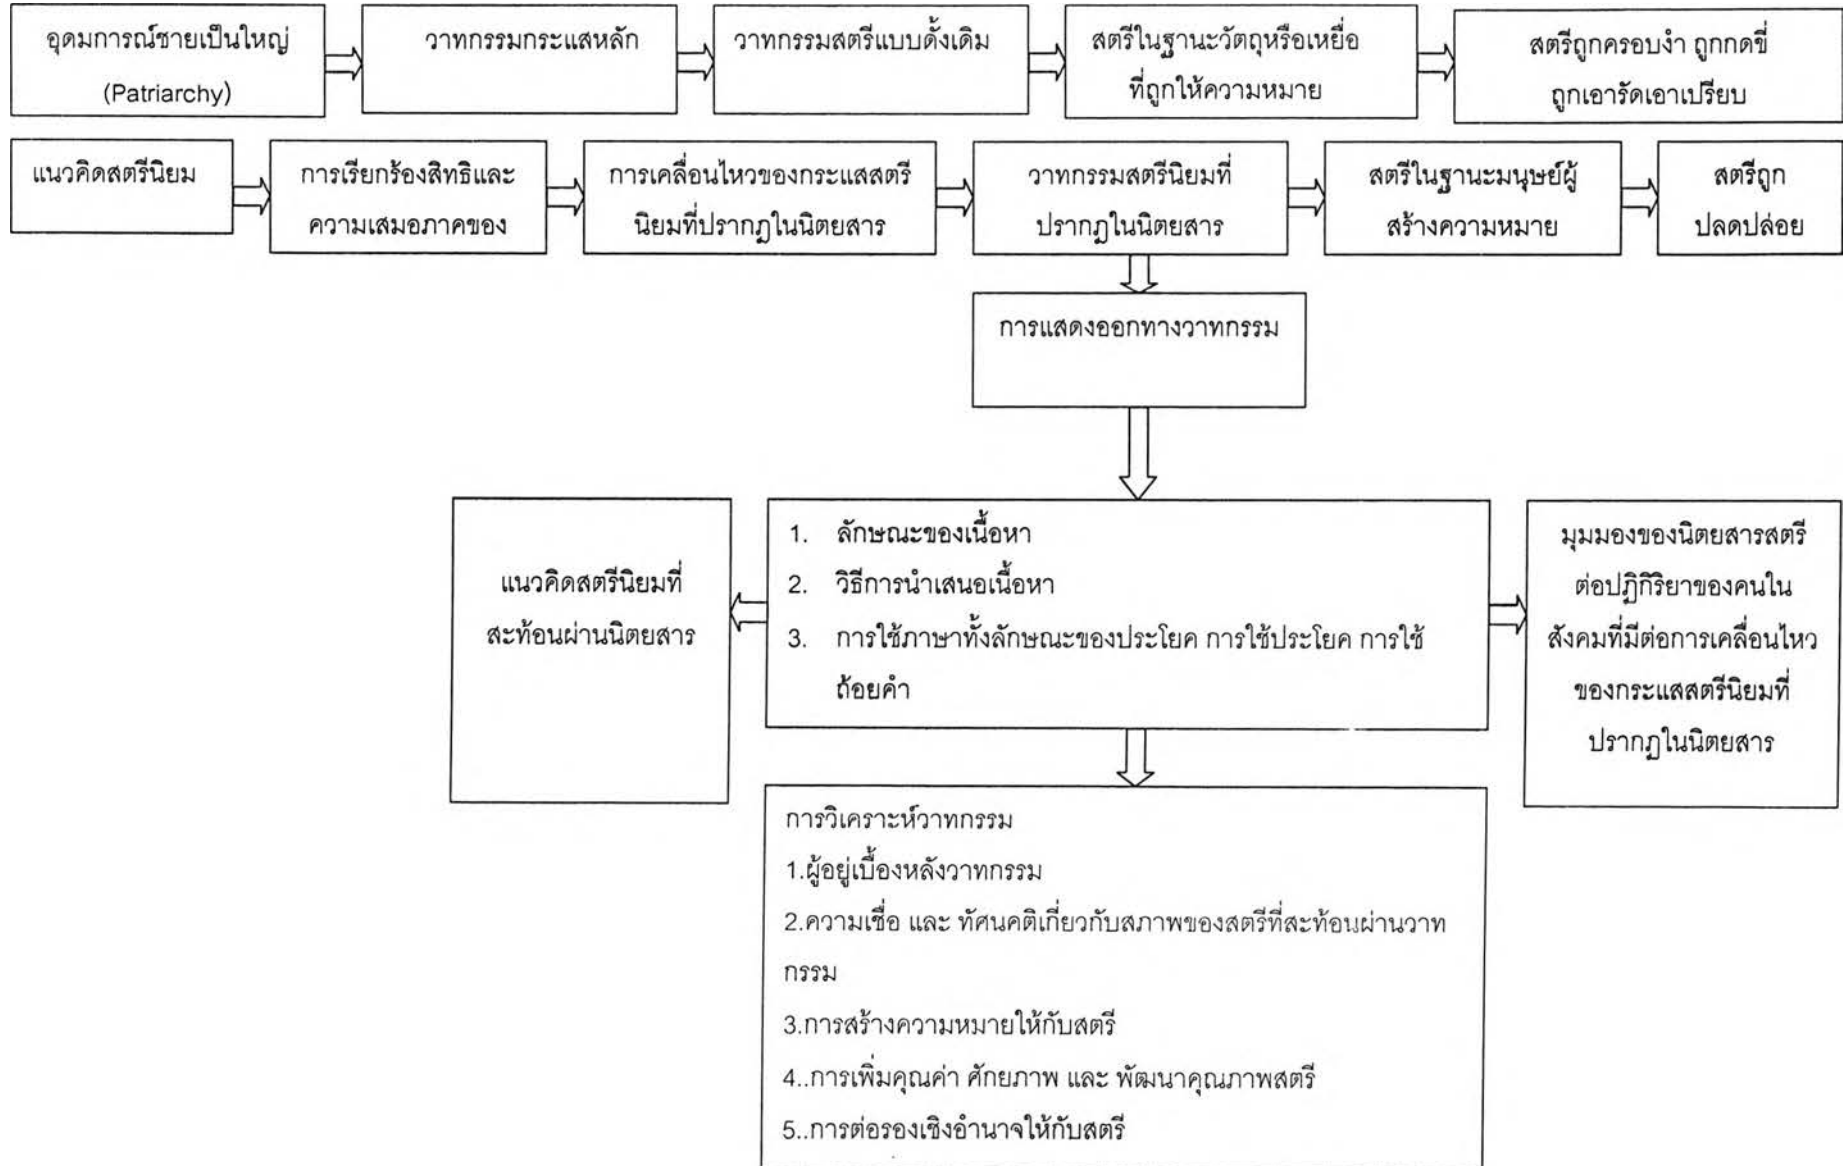 อุดมการณ์ชายเป็นใหญ่
(Patriarchy)
วาทกรรมกระแสหลัก
วาทกรรมสตรีแบบดั้งเดิม
สตรีในฐานะวัตถุหรือเหยื่อ
ที่ถูกให้ความหมาย
สตรีถูกครอบงำ ถูกกดขี่
ถูกเอารัดเอาเปรียบ
แนวคิดสตรีนิยม
การเรียกร้องสิทธิและ
ความเสมอภาคของ
การเคลื่อนไหวของกระแสสตรี
นิยมที่ปรากฏในนิตยสาร
วาทกรรมสตรีนิยมที่
ปรากฏในนิตยสาร
สตรีในฐานะมนุษย์ผู้
สร้างความหมาย
สตรีถูก
ปลดปล่อย
การแสดงออกทางวาทกรรม
แนวคิดสตรีนิยมที่
สะท้อนผ่านนิตยสาร
1. ลักษณะของเนื้อหา
2. วิธีการนำเสนอเนื้อหา
3. การใช้ภาษาทั้งลักษณะของประโยค การใช้ประโยค การใช้
ถ้อยคำ
มุมมองของนิตยสารสตรี
ต่อปฏิกิริยาของคนใน
สังคมที่มีต่อการเคลื่อนไหว
ของกระแสสตรีนิยมที่
ปรากฏในนิตยสาร
การวิเคราะห์วาทกรรม
1.ผู้อยู่เบื้องหลังวาทกรรม
2.ความเชื่อ และ ทัศนคติเกี่ยวกับสภาพของสตรีที่สะท้อนผ่านวาท
กรรม
3.การสร้างความหมายให้กับสตรี
4..การเพิ่มคุณค่า ศักยภาพ และ พัฒนาคุณภาพสตรี
5..การต่อรองเชิงอำนาจให้กับสตรี